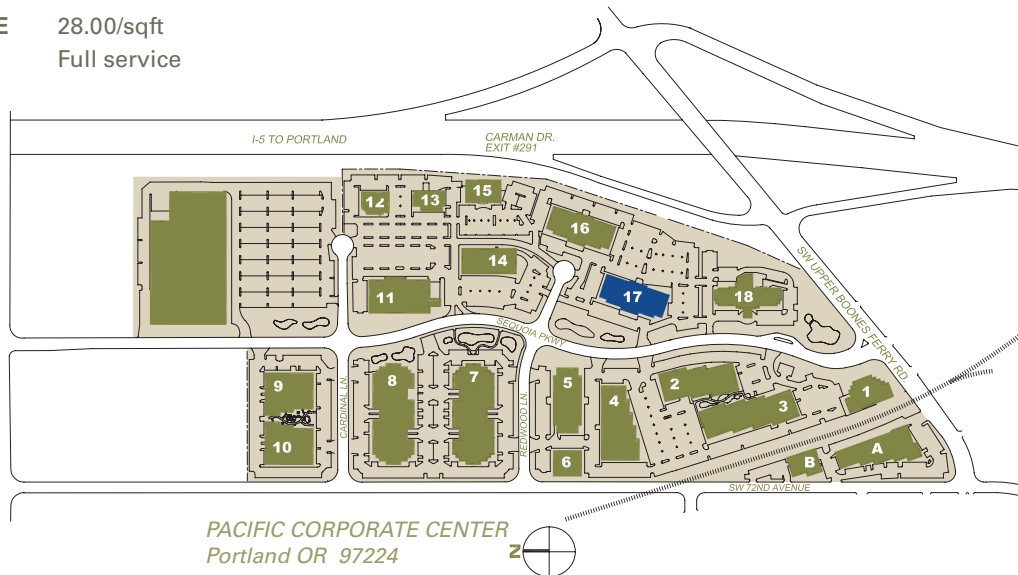 E 28.00/sqft
Full service
I-5 TO PORTLAND
CARMAN DR.
EXIT #291
15
12
13
16
14
17
18
11
SW UPPER BOONES FERRY RD.
SEQUOIA PKWY
9
8
7
5
2
4
3
1
CARDINAL LN.
REDWOOD LN.
10
6
B
A
SW 72ND AVENUE
PACIFIC CORPORATE CENTER
Portland OR 97224
N